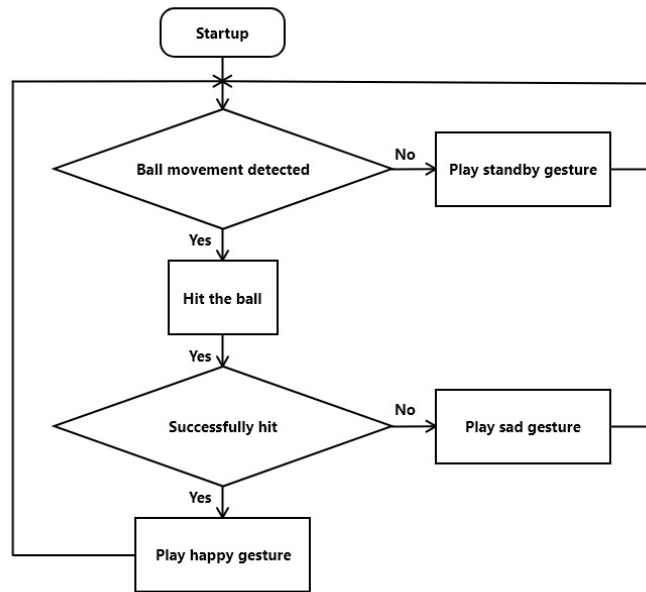 Startup
Ball movement detected
No
Play standby gesture
Yes
Hit the ball
Yes
Successfully hit
No
Play sad gesture
Yes
Play happy gesture